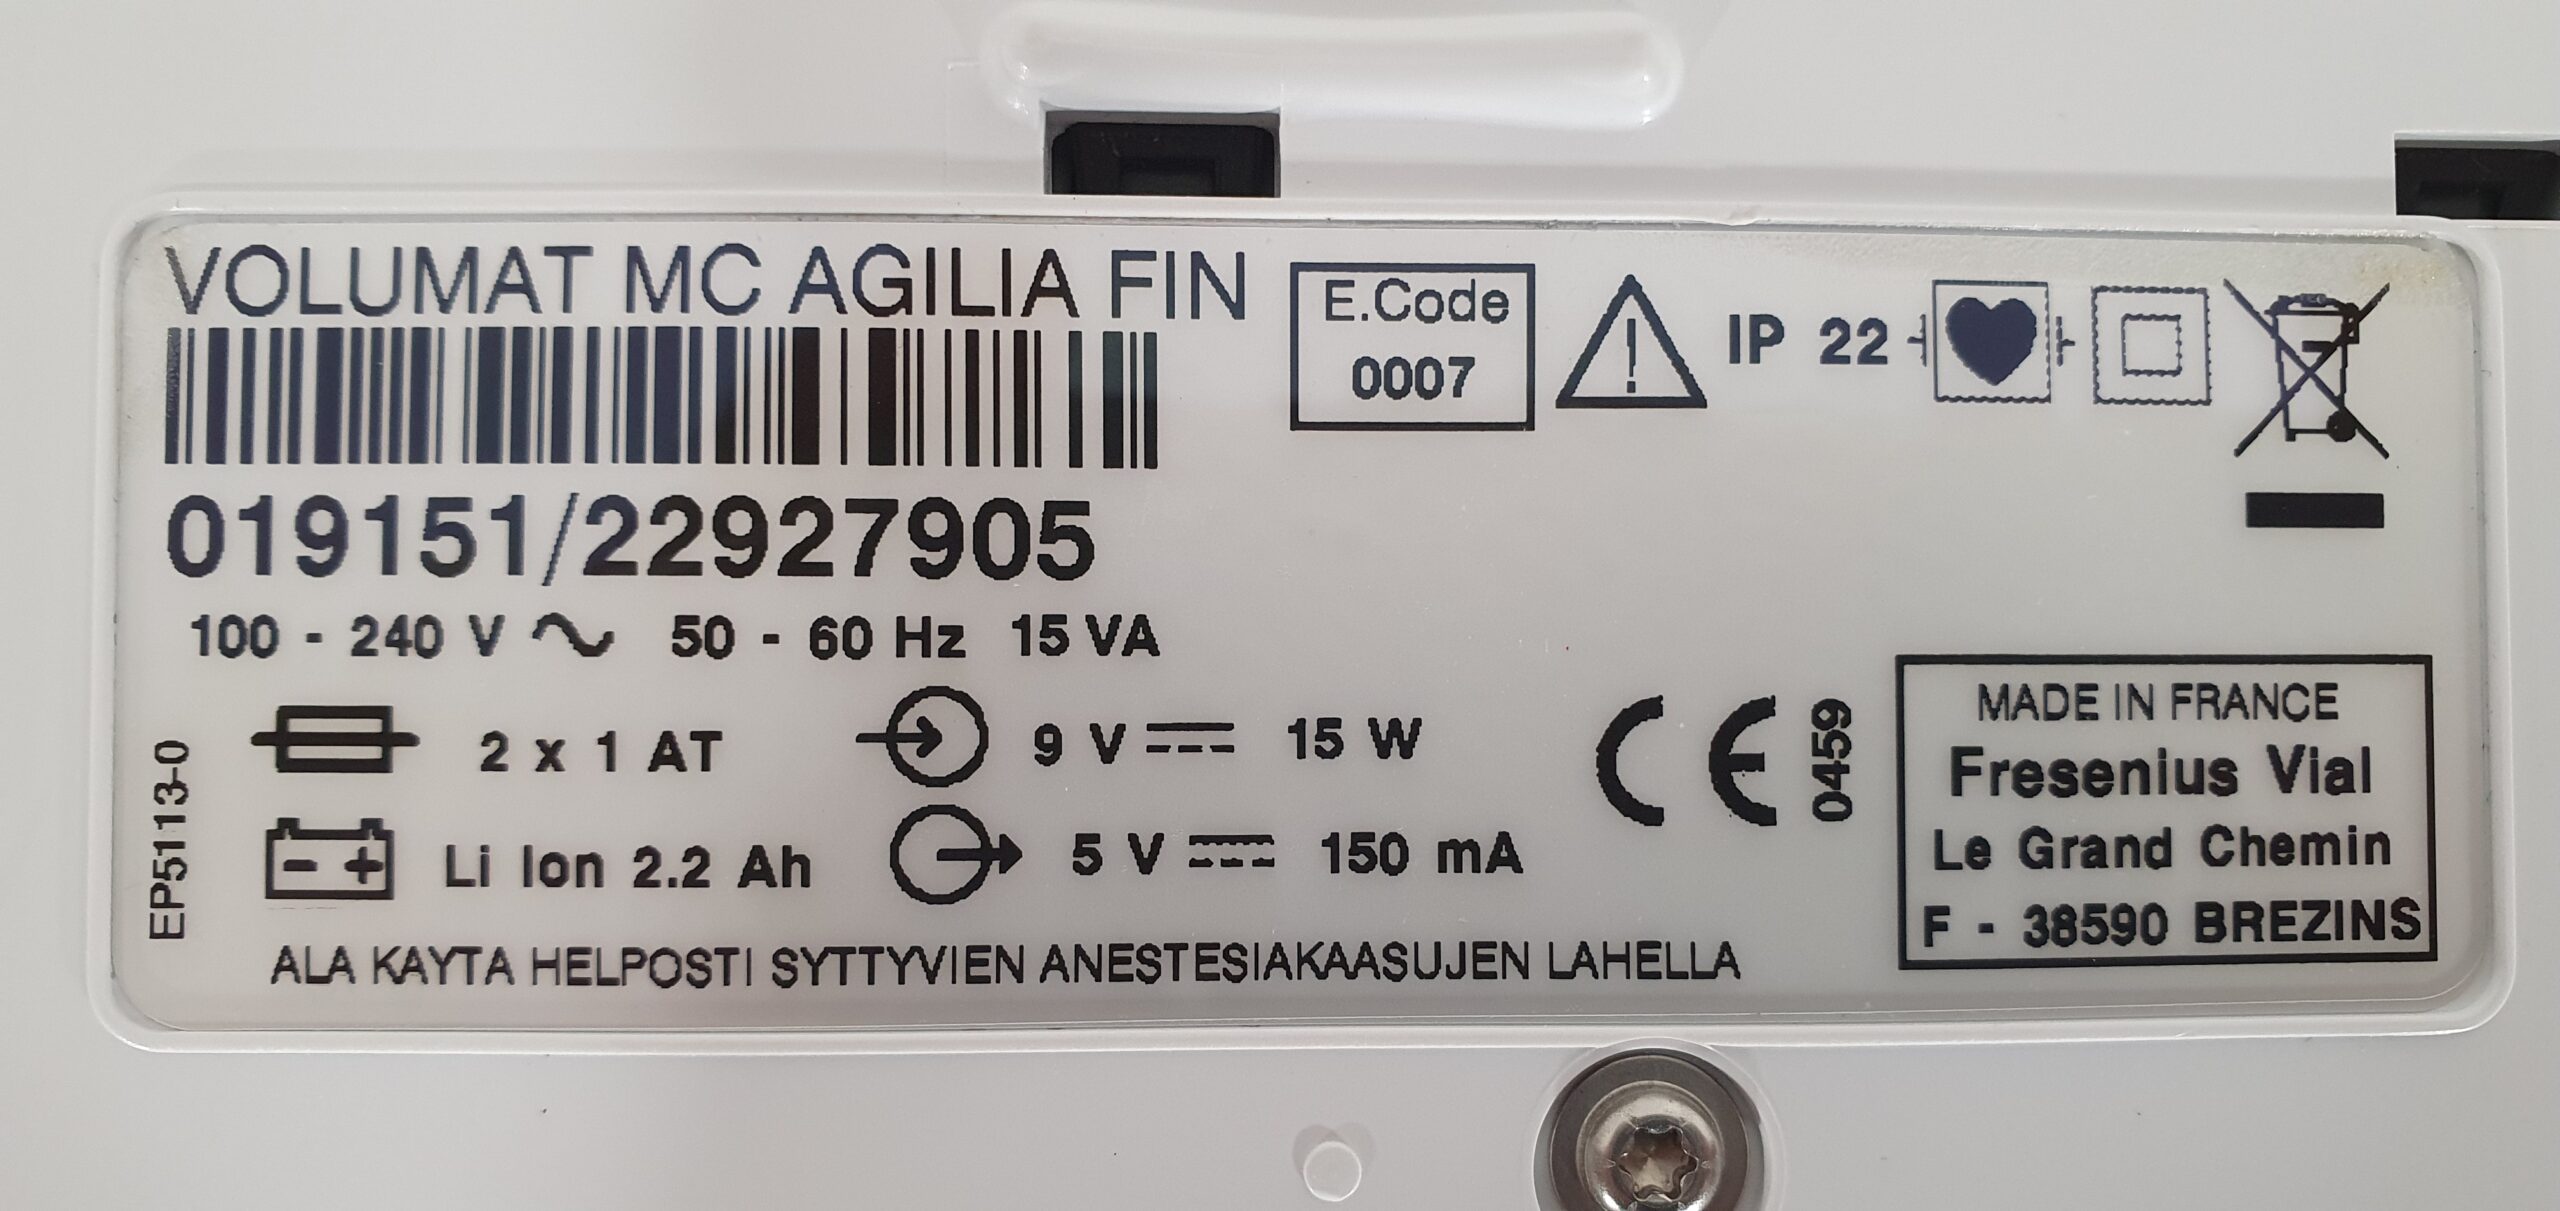 VOLUMAT MC AGILIA FIN
E.Code
0007
IP 22
019151/22927905
100 - 240 V 50 - 60 Hz 15 VA
2 x 1 AT
9 V 15 W
Li Ion 2.2 Ah
5 V 150 mA
EP5113-0
CE 0459
MADE IN FRANCE
Fresenius Vial
Le Grand Chemin
F - 38590 BREZINS
ALA KAYTA HELPOSTI SYTTYVIEN ANESTESIAKAASUJEN LAHELLA